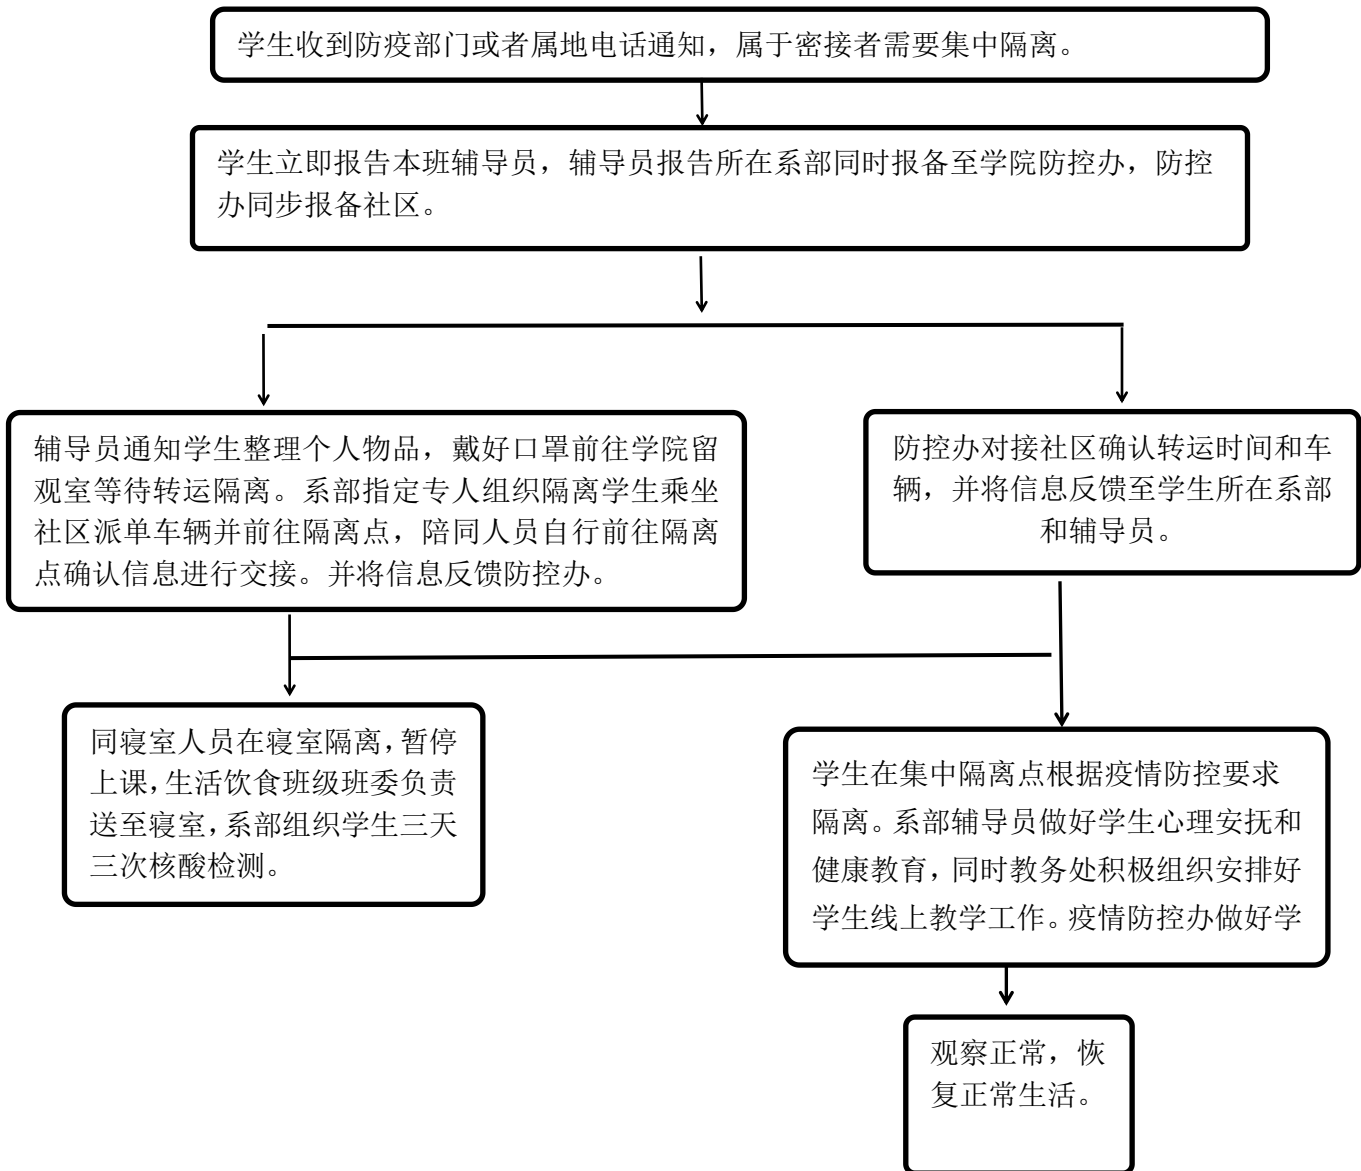 学生收到防疫部门或者属地电话通知，属于密接者需要集中隔离。
学生立即报告本班辅导员，辅导员报告所在系部同时报备至学院防控办，防控
办同步报备社区。
辅导员通知学生整理个人物品，戴好口罩前往学院留
观室等待转运隔离。系部指定专人组织隔离学生乘坐
社区派单车辆并前往隔离点，陪同人员自行前往隔离
点确认信息进行交接。并将信息反馈防控办。
防控办对接社区确认转运时间和车
辆，并将信息反馈至学生所在系部
和辅导员。
同寝室人员在寝室隔离，暂停
上课，生活饮食班级班委负责
送至寝室，系部组织学生三天
三次核酸检测。
学生在集中隔离点根据疫情防控要求
隔离。系部辅导员做好学生心理安抚和
健康教育，同时教务处积极组织安排好
学生线上教学工作。疫情防控办做好学
观察正常，恢
复正常生活。